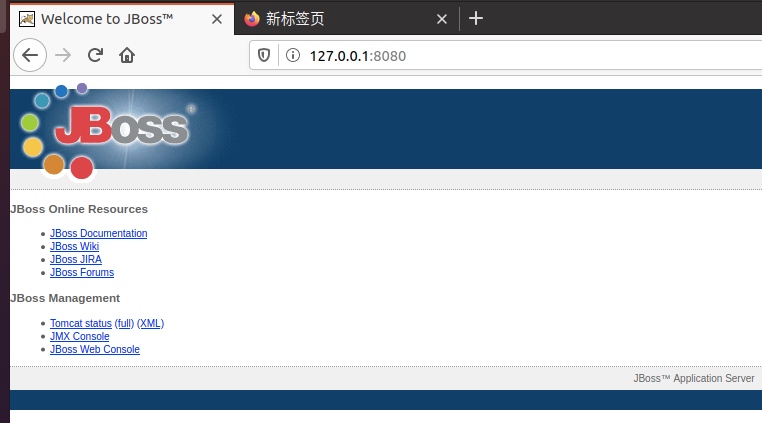 Welcome to JBoss™
新标签页
127.0.0.1:8080
JBoss®
JBoss Online Resources
JBoss Documentation
JBoss Wiki
JBoss JIRA
JBoss Forums
JBoss Management
Tomcat status (full) (XML)
JMX Console
JBoss Web Console
JBoss™ Application Server